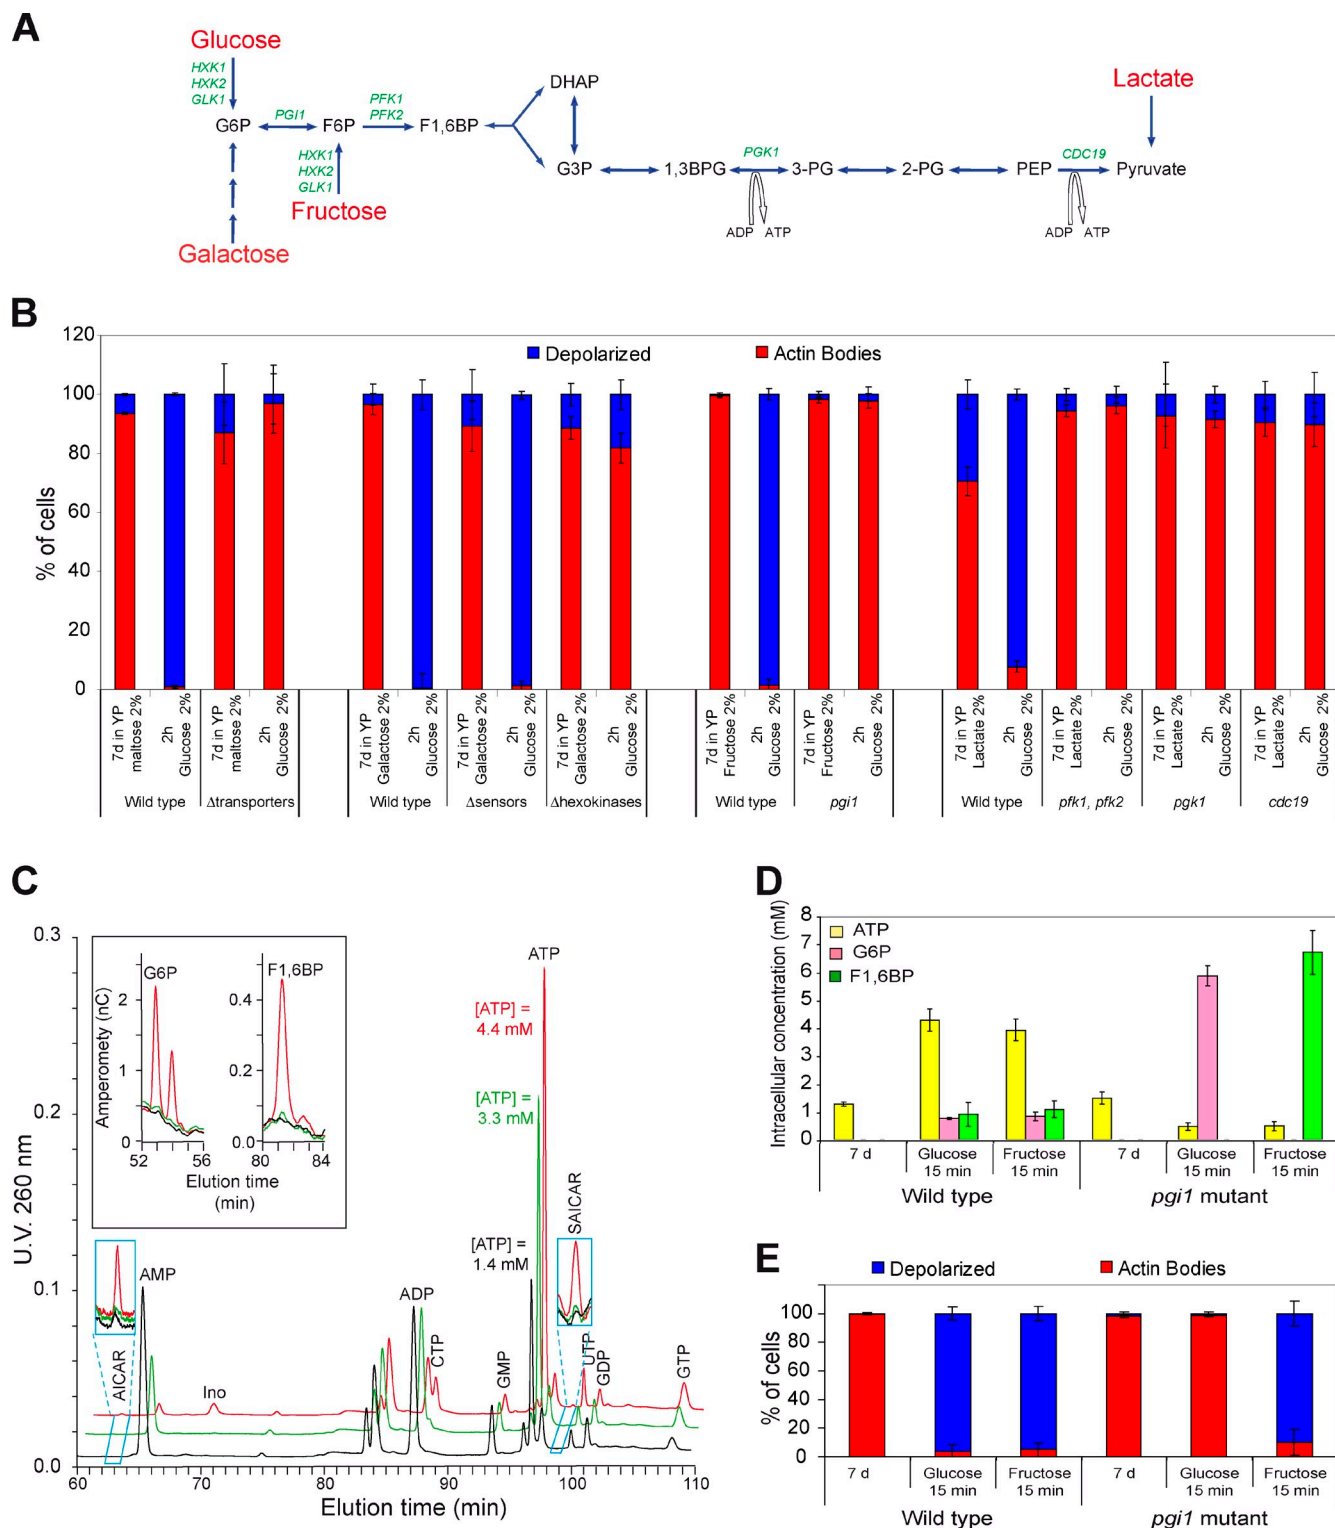 A
Glucose
HXK1
HXK2
GLK1
G6P
PGI1
F6P
PFK1
PFK2
F1,6BP
DHAP
G3P
1,3BPG
PGK1
3-PG
2-PG
PEP
CDC19
Pyruvate
Lactate
HXK1
HXK2
GLK1
Fructose
Galactose
ADP
ATP
ADP
ATP
B
120
100
80
60
40
20
0
% of cells
Depolarized
Actin Bodies
7d in YP
maltose 2%
2h
Glucose 2%
7d in YP
maltose 2%
2h
Glucose 2%
Wild type
Δtransporters
7d in YP
Galactose 2%
2h
Glucose 2%
7d in YP
Galactose 2%
2h
Glucose 2%
7d in YP
Galactose 2%
2h
Glucose 2%
Wild type
Δsensors
Δhexokinases
7d in YP
Fructose 2%
2h
Glucose 2%
7d in YP
Fructose 2%
2h
Glucose 2%
Wild type
pgi1
7d in YP
Lactate 2%
2h
Glucose 2%
7d in YP
Lactate 2%
2h
Glucose 2%
7d in YP
Lactate 2%
2h
Glucose 2%
7d in YP
Lactate 2%
2h
Glucose 2%
Wild type
pfk1, pfk2
pgk1
cdc19
C
0.3
0.2
0.1
0.0
U.V. 260 nm
G6P
F1,6BP
Amperomety (nC)
2
1
0
0.4
0.2
0.0
52
56
80
84
Elution time
(min)
ATP
[ATP] =
4.4 mM
[ATP] =
3.3 mM
[ATP] =
1.4 mM
AICAR
AMP
Ino
ADP
CTP
GMP
SAICAR
UTP
GDP
GTP
60
70
80
90
100
110
Elution time (min)
D
Intracellular concentration (mM)
8
7
6
5
4
3
2
1
0
ATP
G6P
F1,6BP
7 d
Glucose
15 min
Fructose
15 min
7 d
Glucose
15 min
Fructose
15 min
Wild type
pgi1 mutant
E
Depolarized
Actin Bodies
% of cells
100
80
60
40
20
0
7 d
Glucose
15 min
Fructose
15 min
7 d
Glucose
15 min
Fructose
15 min
Wild type
pgi1 mutant